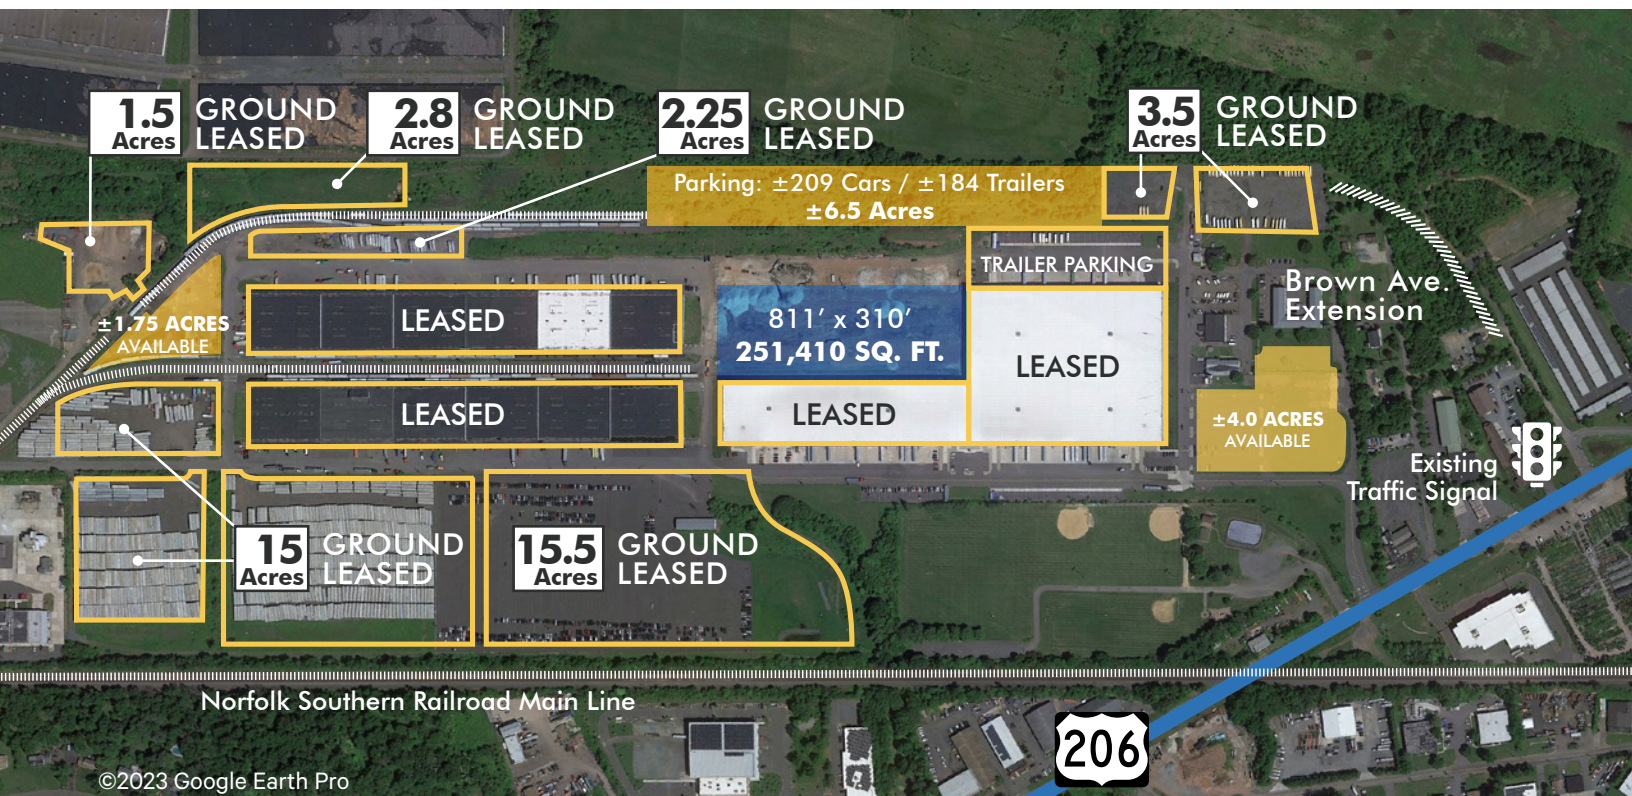 1.5
Acres
GROUND
LEASED
2.8
Acres
GROUND
LEASED
2.25
Acres
GROUND
LEASED
3.5
Acres
GROUND
LEASED
Parking: ±209 Cars / ±184 Trailers
±6.5 Acres
TRAILER PARKING
Brown Ave.
Extension
±1.75 ACRES
AVAILABLE
LEASED
811′ x 310′
251,410 SQ. FT.
LEASED
LEASED
LEASED
±4.0 ACRES
AVAILABLE
Existing
Traffic Signal
15
Acres
GROUND
LEASED
15.5
Acres
GROUND
LEASED
Norfolk Southern Railroad Main Line
206
©2023 Google Earth Pro